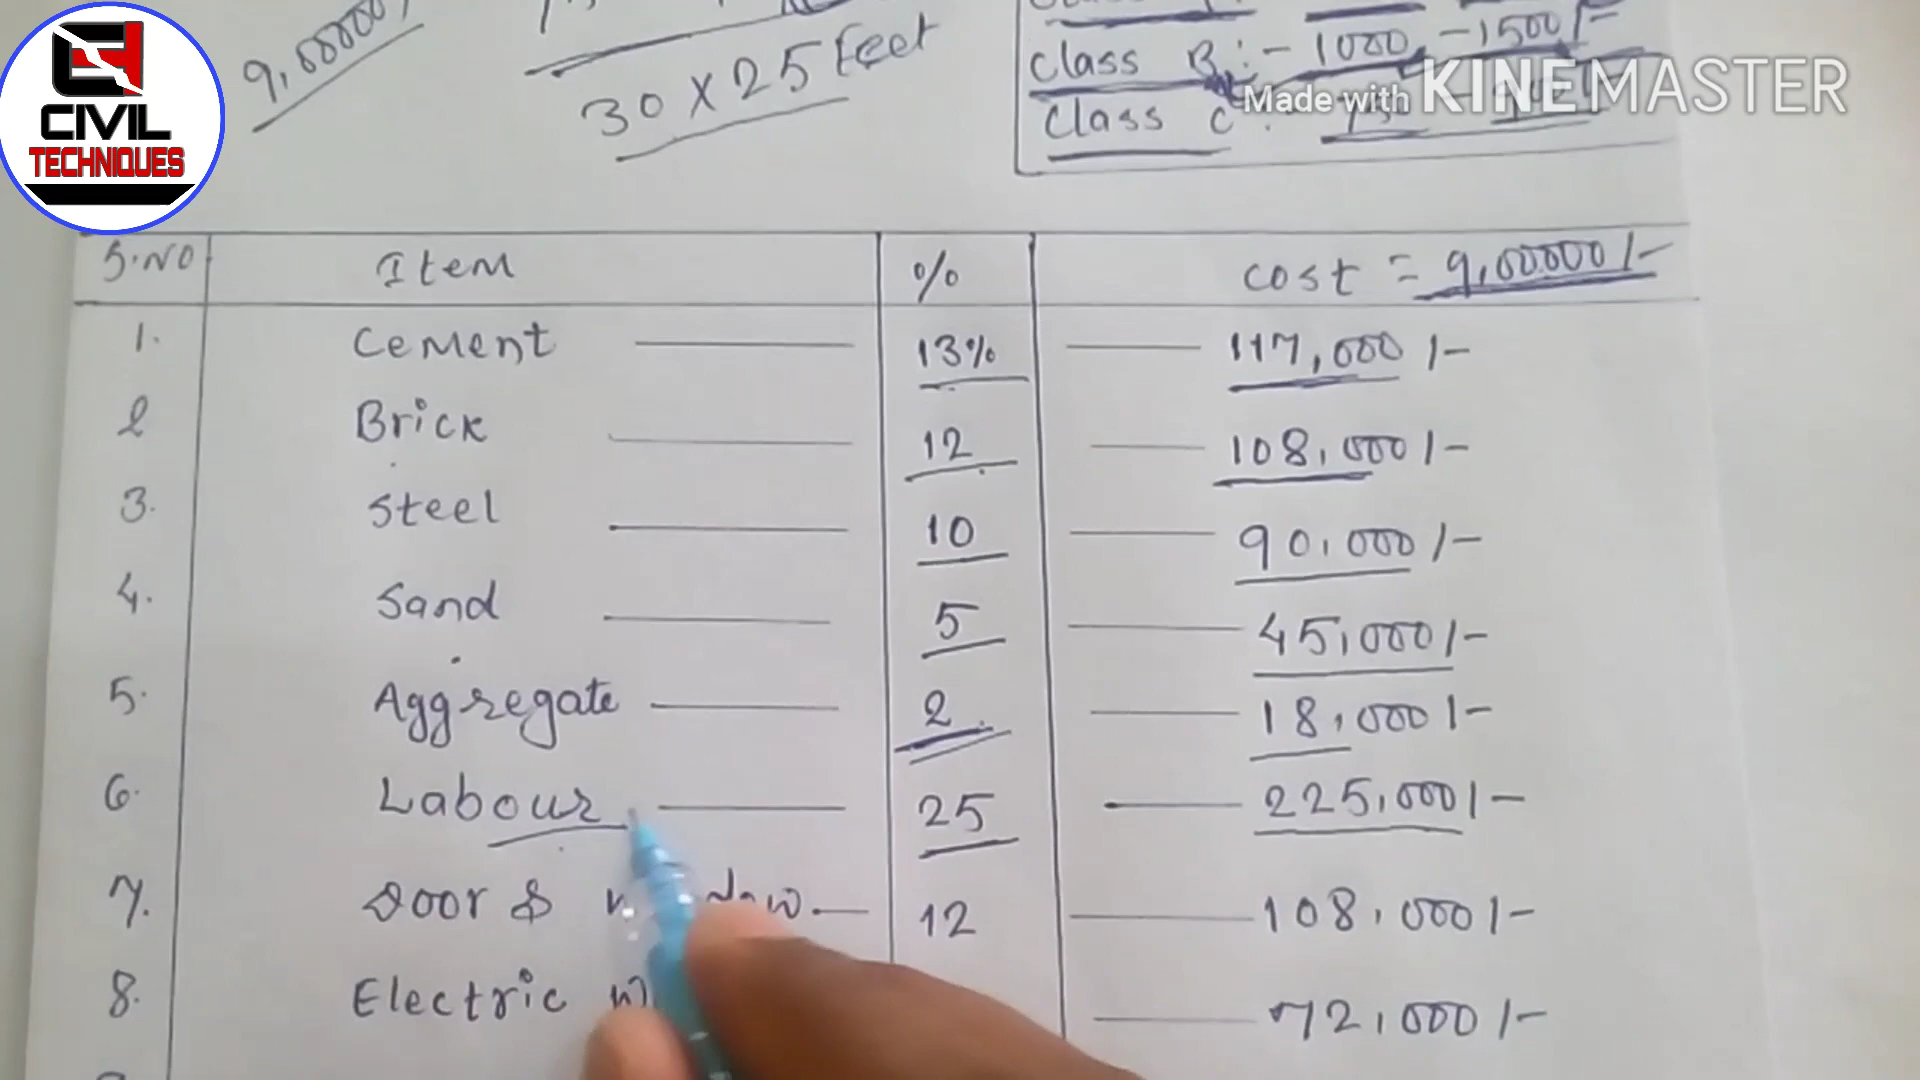 CIVIL
TECHNIQUES
9,00000/
30 X 25 Feet
class B :- 1000 - 1500/-
class c :-
Made with KINEMASTER
S.NO Item % cost = 9,00000/-
1. Cement 13% 117,000/-
2 Brick 12 108,000/-
3. Steel 10 90,000/-
4. Sand 5 45,000/-
5. Aggregate 2 18,000/-
6. Labour 25 225,000/-
7. Door & 12 108,000/-
8. Electric 72,000/-